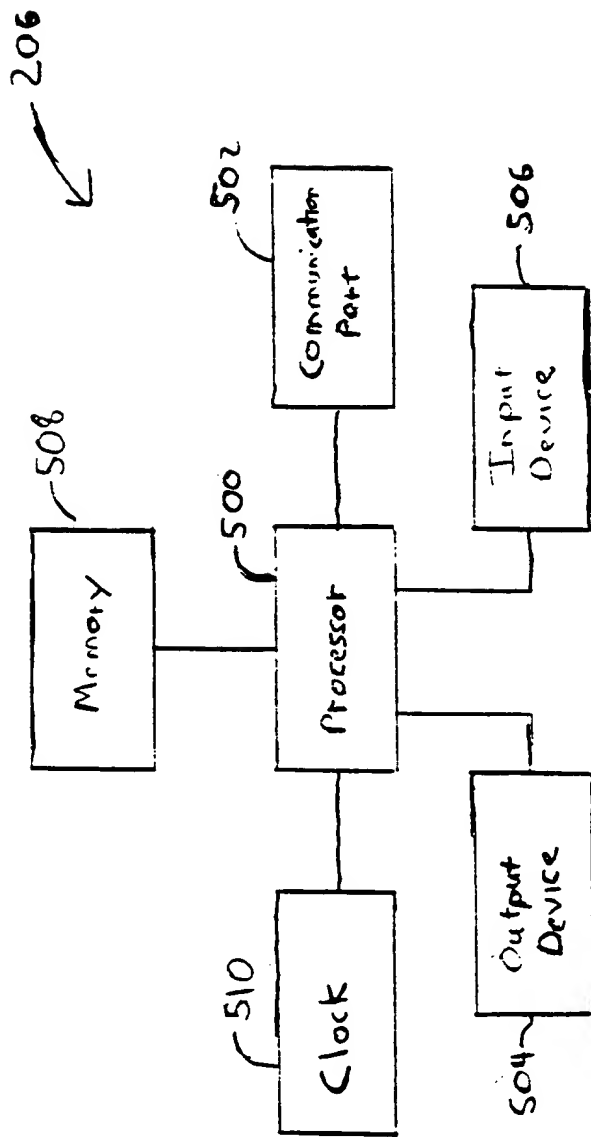 206
508
Memory
502
Communication
Port
500
Processor
510
Clock
506
Input
Device
Output
Device
504